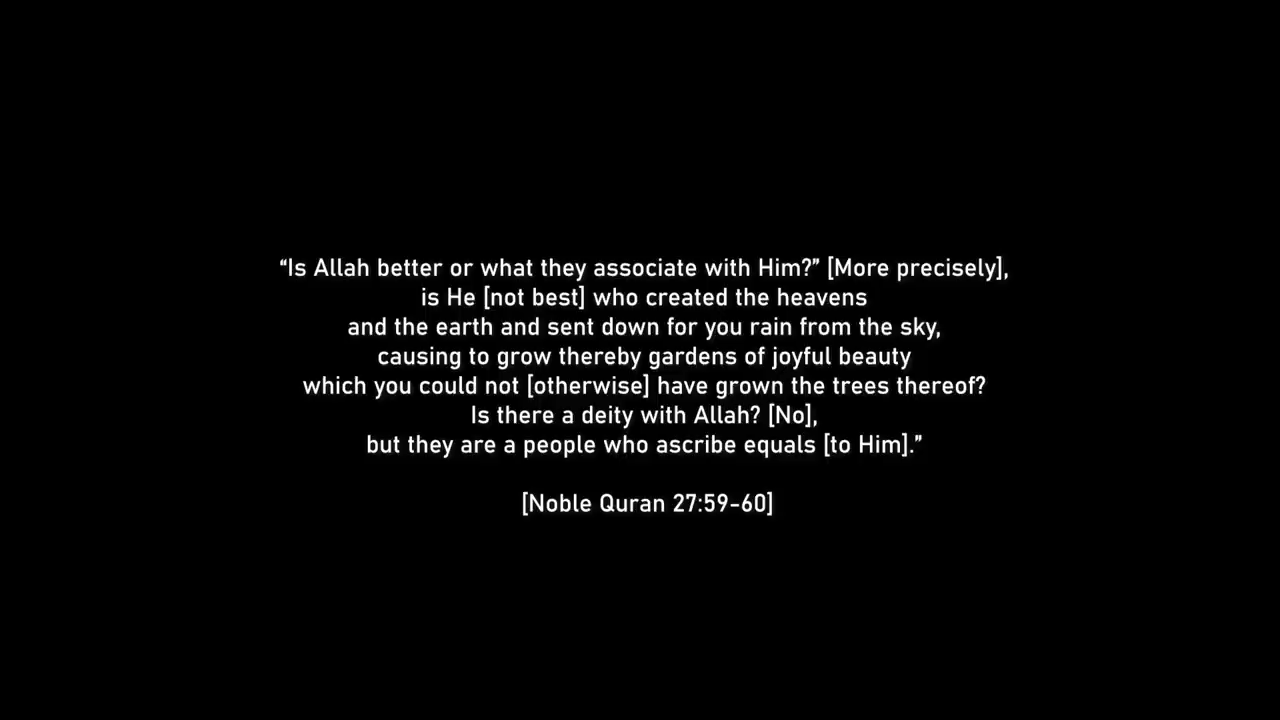 “Is Allah better or what they associate with Him?” [More precisely],
is He [not best] who created the heavens
and the earth and sent down for you rain from the sky,
causing to grow thereby gardens of joyful beauty
which you could not [otherwise] have grown the trees thereof?
Is there a deity with Allah? [No],
but they are a people who ascribe equals [to Him].”
[Noble Quran 27:59-60]